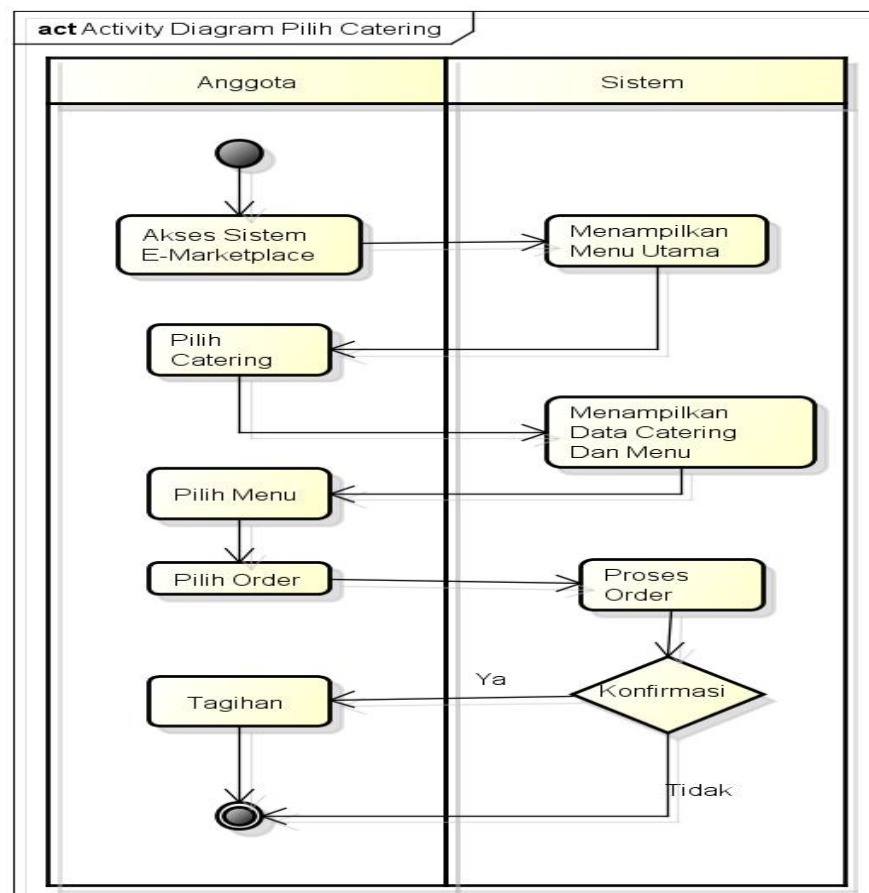 act Activity Diagram Pilih Catering
Anggota
Sistem
Akses Sistem
E-Marketplace
Menampilkan
Menu Utama
Pilih
Catering
Menampilkan
Data Catering
Dan Menu
Pilih Menu
Pilih Order
Proses
Order
Konfirmasi
Ya
Tagihan
Tidak